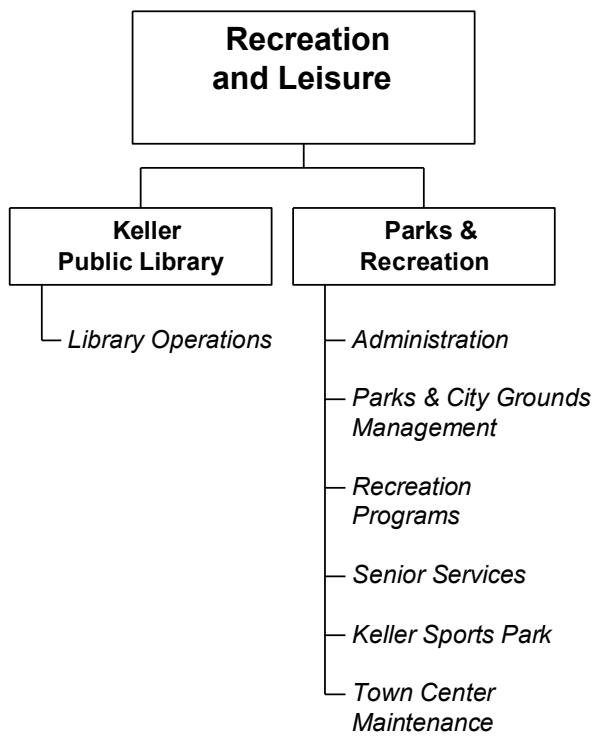 Recreation
and Leisure
Keller
Public Library
Parks &
Recreation
Library Operations
Administration
Parks & City Grounds
Management
Recreation
Programs
Senior Services
Keller Sports Park
Town Center
Maintenance